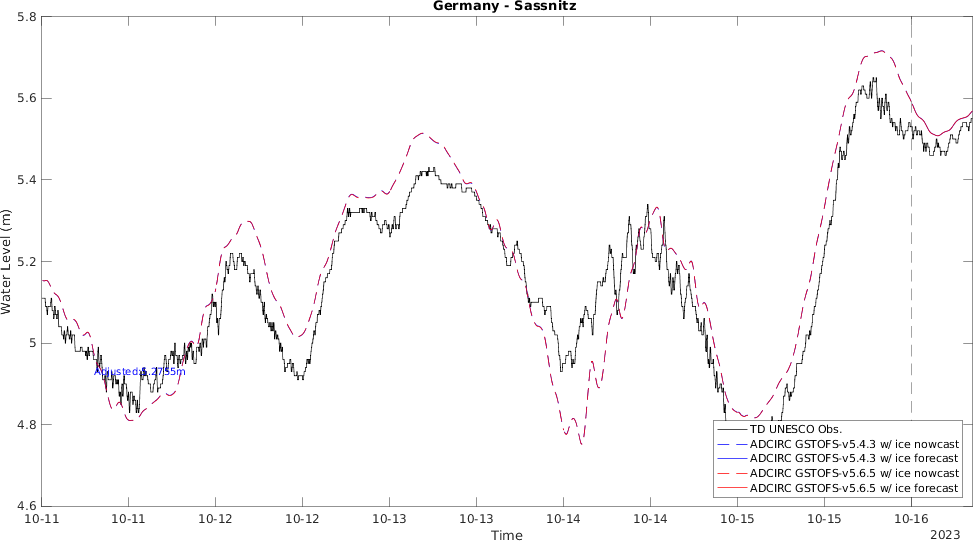 Germany - Sassnitz
5.8
5.6
5.4
5.2
5
4.8
4.6
Water Level (m)
TD UNESCO Obs.
ADCIRC GSTOFS-v5.4.3 w/ ice nowcast
ADCIRC GSTOFS-v5.4.3 w/ ice forecast
ADCIRC GSTOFS-v5.6.5 w/ ice nowcast
ADCIRC GSTOFS-v5.6.5 w/ ice forecast
10-11 10-11 10-12 10-12 10-13 10-13 10-14 10-14 10-15 10-15 10-16
Time
2023